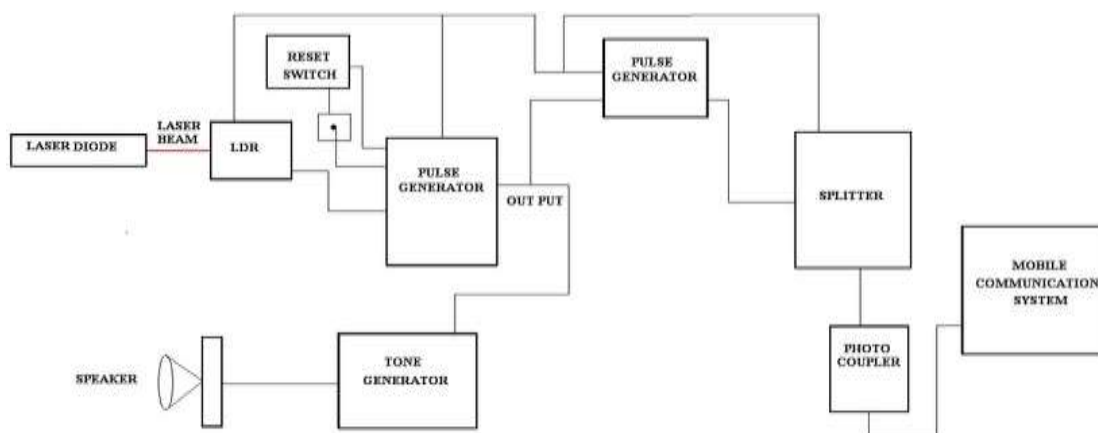 RESET
SWITCH
PULSE
GENERATOR
LASER
BEAM
LASER DIODE
LDR
PULSE
GENERATOR
OUT PUT
SPLITTER
MOBILE
COMMUNICATION
SYSTEM
PHOTO
COUPLER
TONE
GENERATOR
SPEAKER